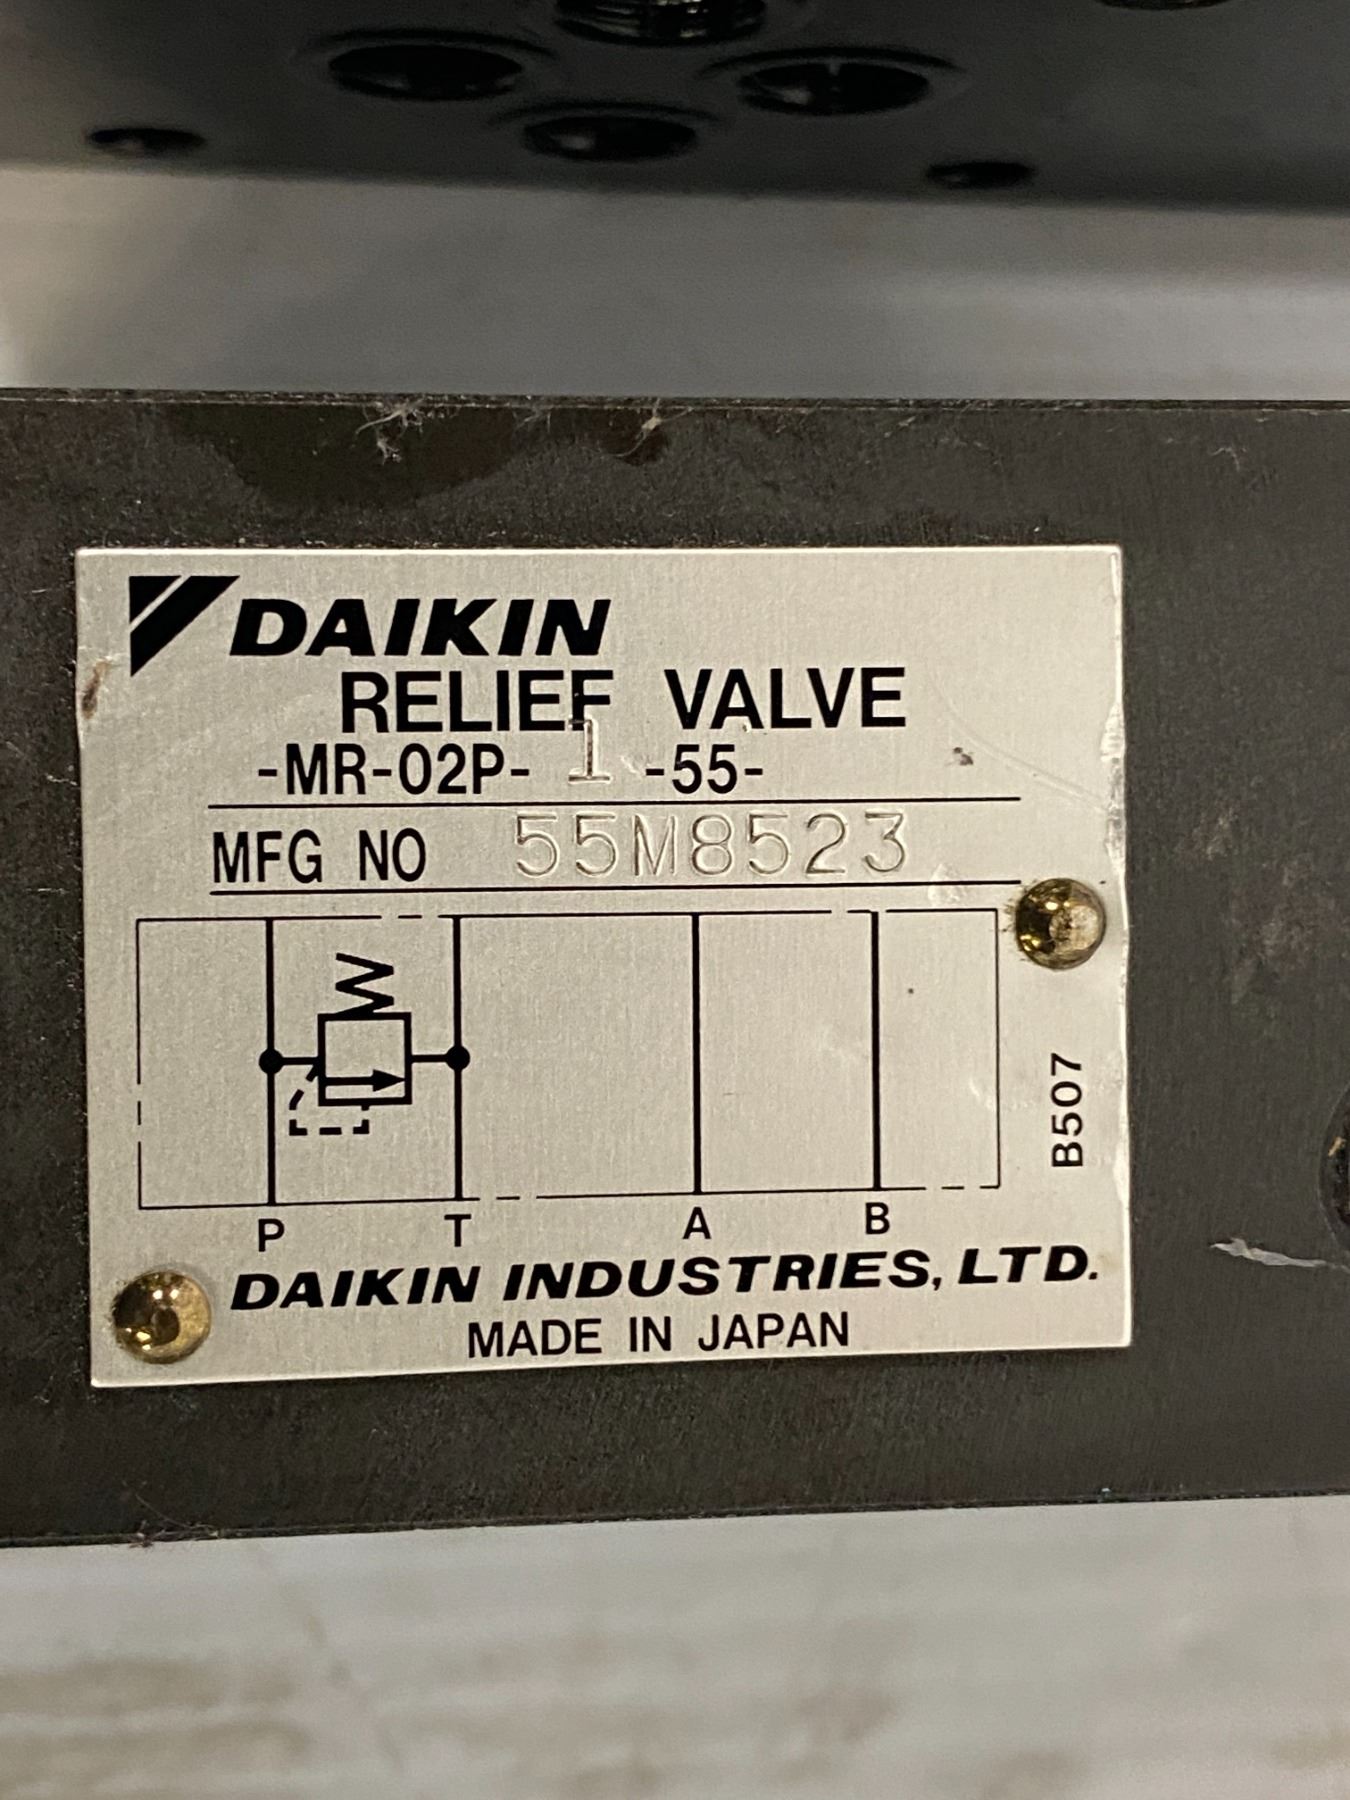 DAIKIN
RELIEF VALVE
-MR-02P- 1 -55-
MFG NO 55M8523
P T A B
B507
DAIKIN INDUSTRIES, LTD.
MADE IN JAPAN